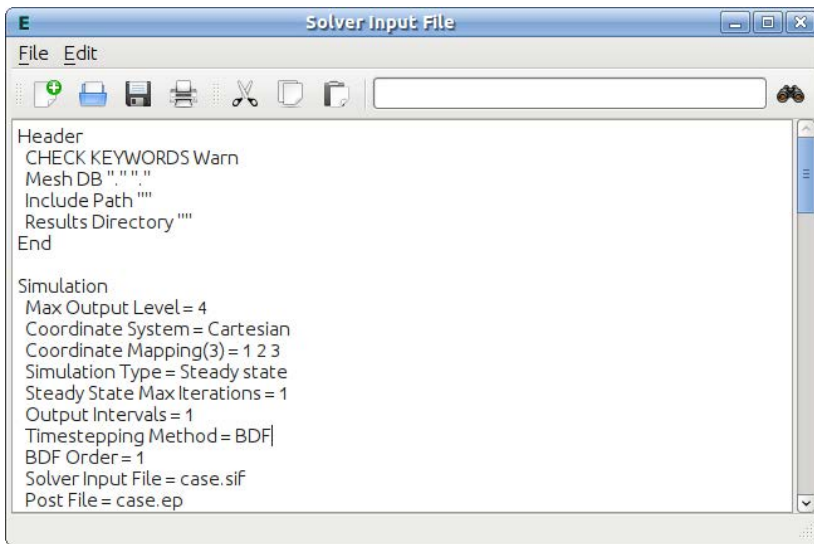 E Solver Input File
File Edit
Header
CHECK KEYWORDS Warn
Mesh DB "." "."
Include Path ""
Results Directory ""
End
Simulation
Max Output Level = 4
Coordinate System = Cartesian
Coordinate Mapping(3) = 1 2 3
Simulation Type = Steady state
Steady State Max Iterations = 1
Output Intervals = 1
Timestepping Method = BDF
BDF Order = 1
Solver Input File = case.sif
Post File = case.ep